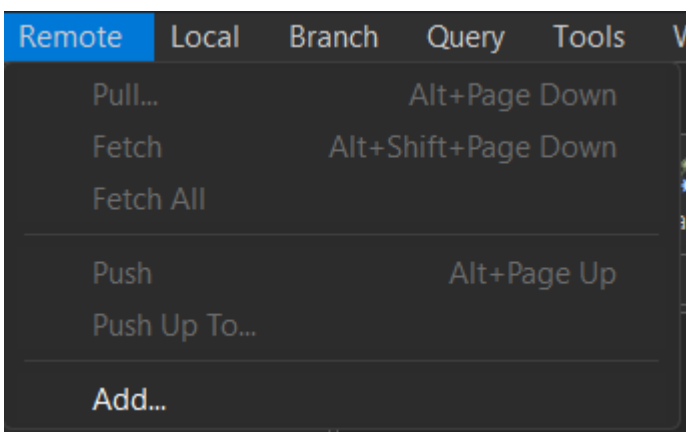 Remote Local Branch Query Tools
Pull... Alt+Page Down
Fetch Alt+Shift+Page Down
Fetch All
Push Alt+Page Up
Push Up To...
Add...